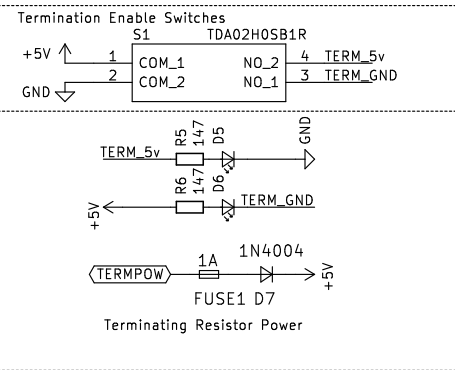 Termination Enable Switches
S1 TDA02H0SB1R
+5V 1 COM_1 NO_2 4 TERM_5v
GND 2 COM_2 NO_1 3 TERM_GND
TERM_5v R5 147 D5 GND
+5V R6 147 D6 TERM_GND
1A 1N4004
TERMPOW +5V
FUSE1 D7
Terminating Resistor Power